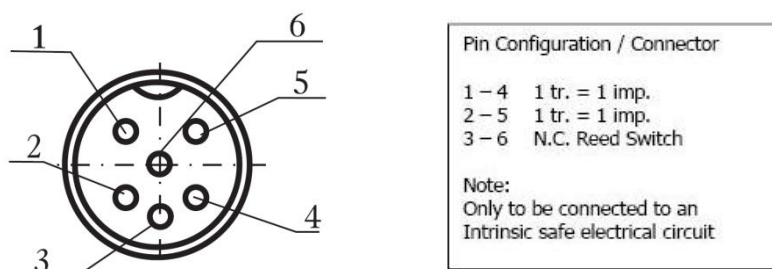 1
6
5
2
4
3
Pin Configuration / Connector
1 – 4 1 tr. = 1 imp.
2 – 5 1 tr. = 1 imp.
3 – 6 N.C. Reed Switch
Note:
Only to be connected to an
Intrinsic safe electrical circuit